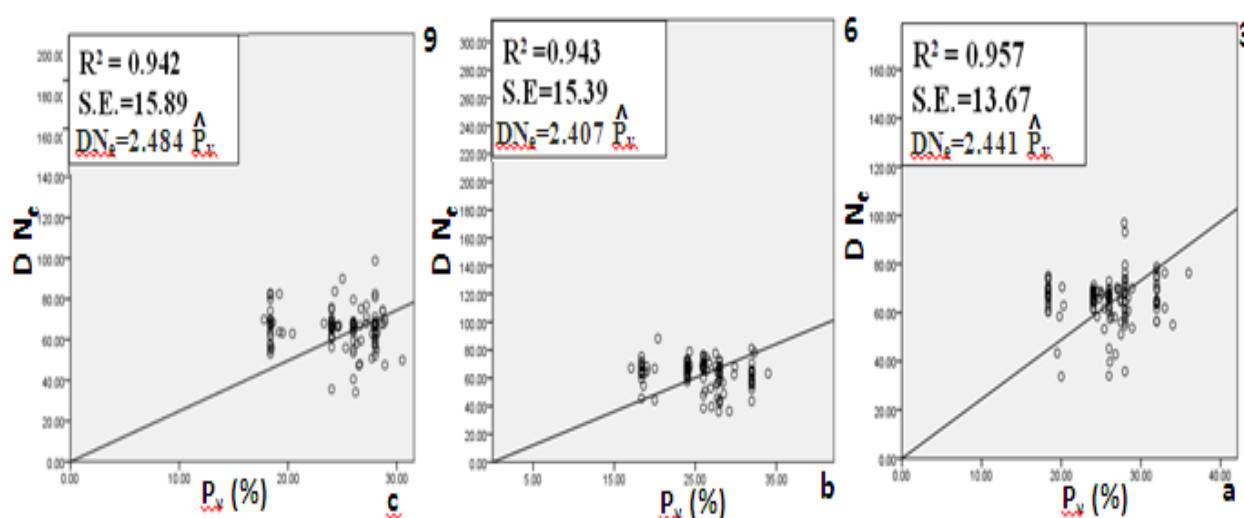 9
R² = 0.942
S.E.=15.89
DNₑ=2.484 P̂ᵥ
200.00
180.00
160.00
140.00
120.00
100.00
80.00
60.00
40.00
20.00
0.00
D Nₑ
0.00 10.00 20.00 30.00
Pᵥ (%)
c
6
R² = 0.943
S.E=15.39
DNₑ=2.407 P̂ᵥ
300.00
280.00
260.00
240.00
220.00
200.00
180.00
160.00
140.00
120.00
100.00
80.00
60.00
40.00
20.00
0.00
D Nₑ
5.00 15.00 25.00 35.00
Pᵥ (%)
b
3
R² = 0.957
S.E.=13.67
DNₑ=2.441 P̂ᵥ
160.00
140.00
120.00
100.00
80.00
60.00
40.00
20.00
0.00
D Nₑ
0.00 10.00 20.00 30.00 40.00
Pᵥ (%)
a